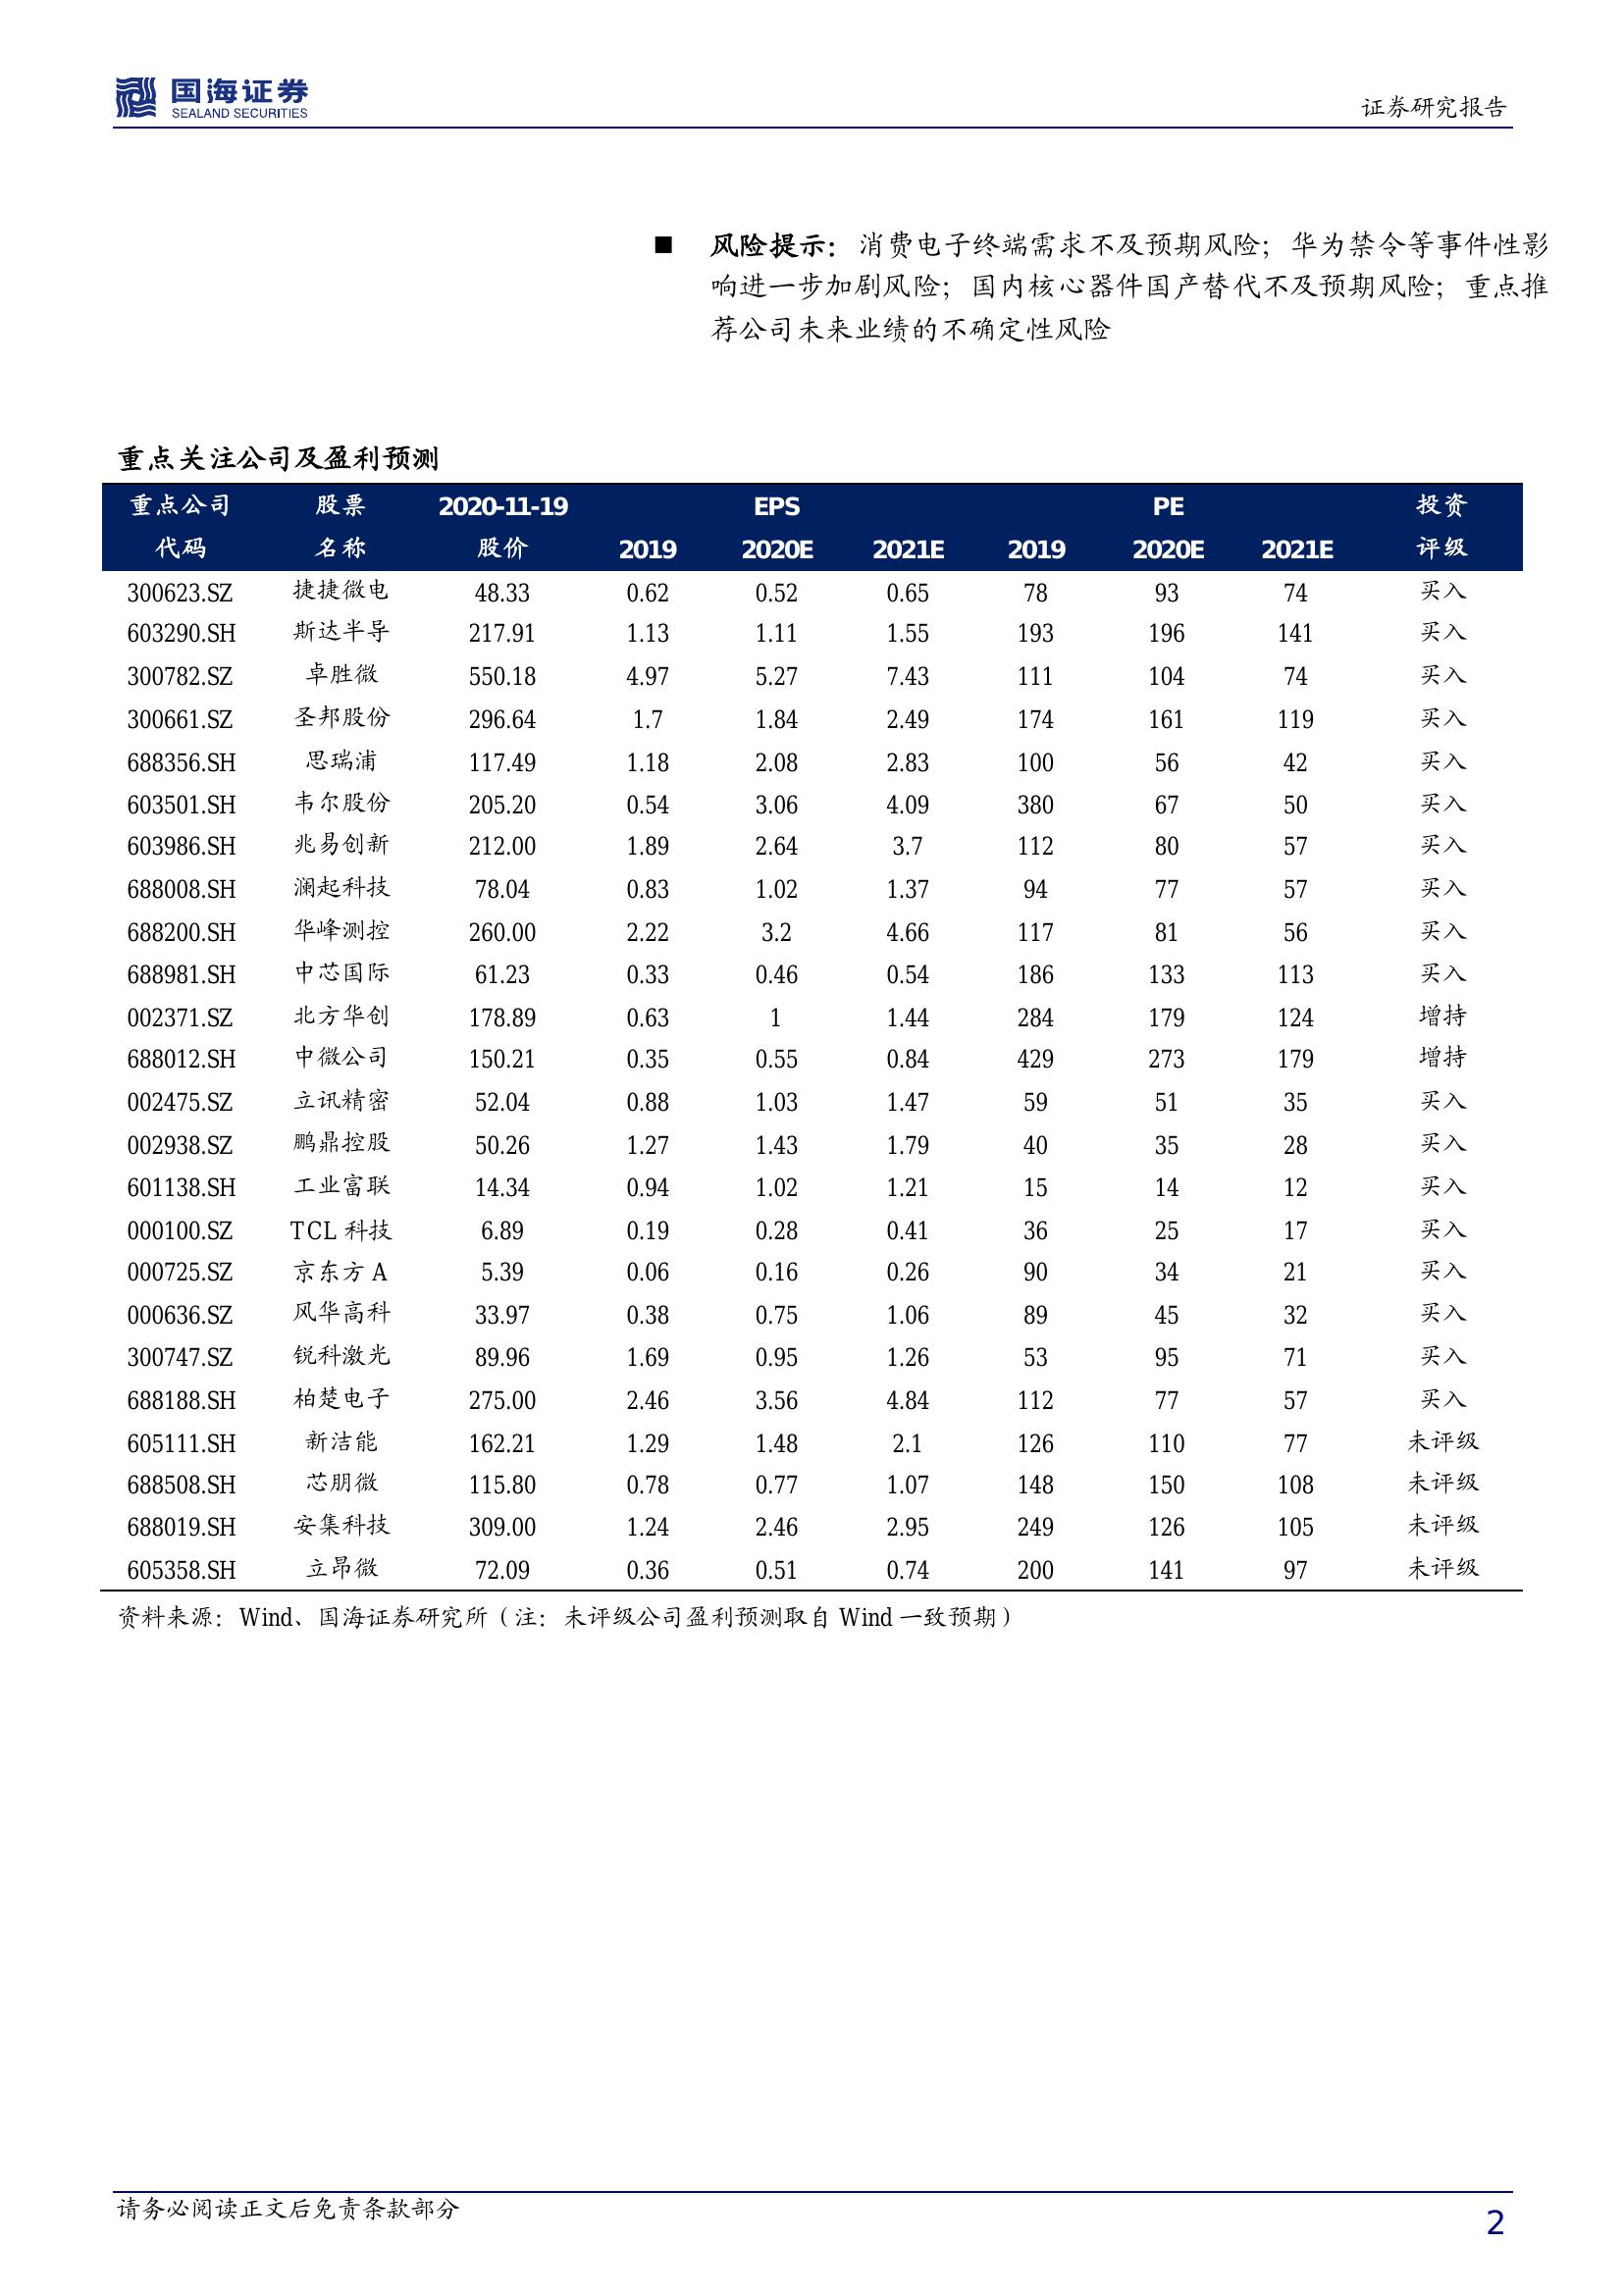 国海证券
SEALAND SECURITIES
证券研究报告
■ 风险提示：消费电子终端需求不及预期风险；华为禁令等事件性影
响进一步加剧风险；国内核心器件国产替代不及预期风险；重点推
荐公司未来业绩的不确定性风险
重点关注公司及盈利预测
重点公司 股票 2020-11-19 EPS PE 投资
代码 名称 股价 2019 2020E 2021E 2019 2020E 2021E 评级
300623.SZ 捷捷微电 48.33 0.62 0.52 0.65 78 93 74 买入
603290.SH 斯达半导 217.91 1.13 1.11 1.55 193 196 141 买入
300782.SZ 卓胜微 550.18 4.97 5.27 7.43 111 104 74 买入
300661.SZ 圣邦股份 296.64 1.7 1.84 2.49 174 161 119 买入
688356.SH 思瑞浦 117.49 1.18 2.08 2.83 100 56 42 买入
603501.SH 韦尔股份 205.20 0.54 3.06 4.09 380 67 50 买入
603986.SH 兆易创新 212.00 1.89 2.64 3.7 112 80 57 买入
688008.SH 澜起科技 78.04 0.83 1.02 1.37 94 77 57 买入
688200.SH 华峰测控 260.00 2.22 3.2 4.66 117 81 56 买入
688981.SH 中芯国际 61.23 0.33 0.46 0.54 186 133 113 买入
002371.SZ 北方华创 178.89 0.63 1 1.44 284 179 124 增持
688012.SH 中微公司 150.21 0.35 0.55 0.84 429 273 179 增持
002475.SZ 立讯精密 52.04 0.88 1.03 1.47 59 51 35 买入
002938.SZ 鹏鼎控股 50.26 1.27 1.43 1.79 40 35 28 买入
601138.SH 工业富联 14.34 0.94 1.02 1.21 15 14 12 买入
000100.SZ TCL 科技 6.89 0.19 0.28 0.41 36 25 17 买入
000725.SZ 京东方 A 5.39 0.06 0.16 0.26 90 34 21 买入
000636.SZ 风华高科 33.97 0.38 0.75 1.06 89 45 32 买入
300747.SZ 锐科激光 89.96 1.69 0.95 1.26 53 95 71 买入
688188.SH 柏楚电子 275.00 2.46 3.56 4.84 112 77 57 买入
605111.SH 新洁能 162.21 1.29 1.48 2.1 126 110 77 未评级
688508.SH 芯朋微 115.80 0.78 0.77 1.07 148 150 108 未评级
688019.SH 安集科技 309.00 1.24 2.46 2.95 249 126 105 未评级
605358.SH 立昂微 72.09 0.36 0.51 0.74 200 141 97 未评级
资料来源：Wind、国海证券研究所（注：未评级公司盈利预测取自 Wind 一致预期）
请务必阅读正文后免责条款部分
2